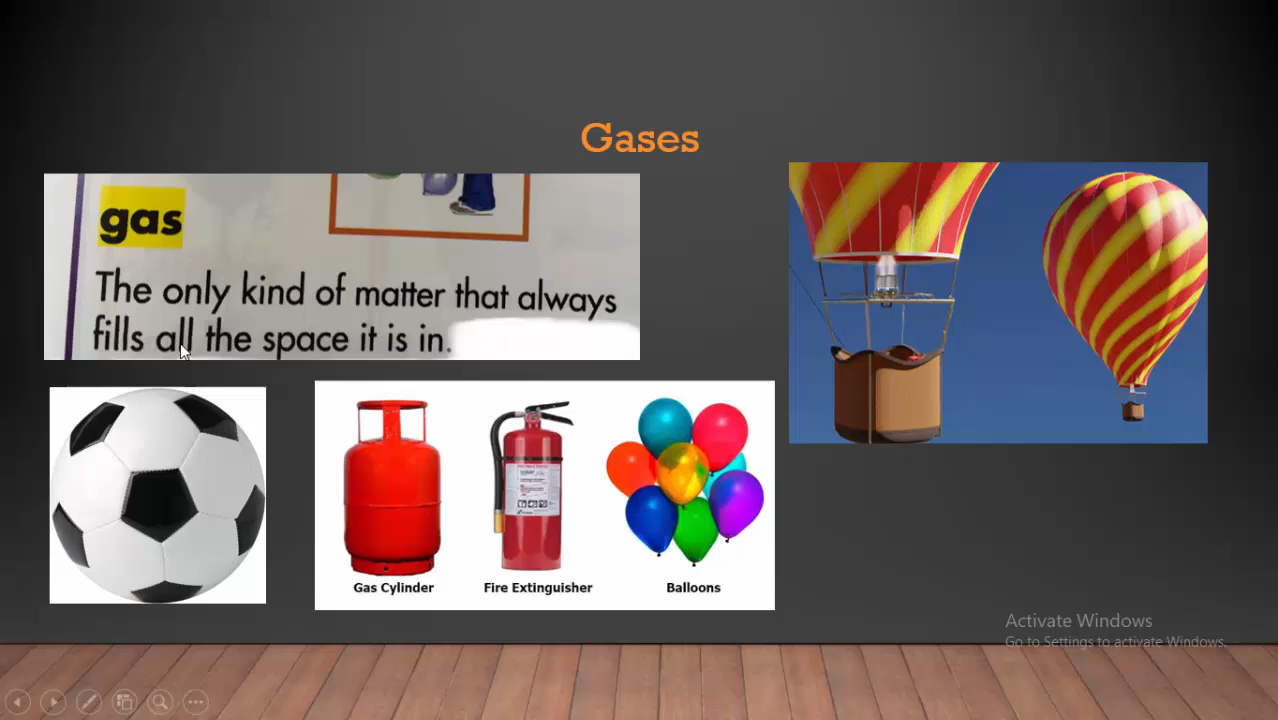 Gases
gas
The only kind of matter that always
fills all the space it is in.
Gas Cylinder
Fire Extinguisher
Balloons
Activate Windows
Go to Settings to activate Windows.